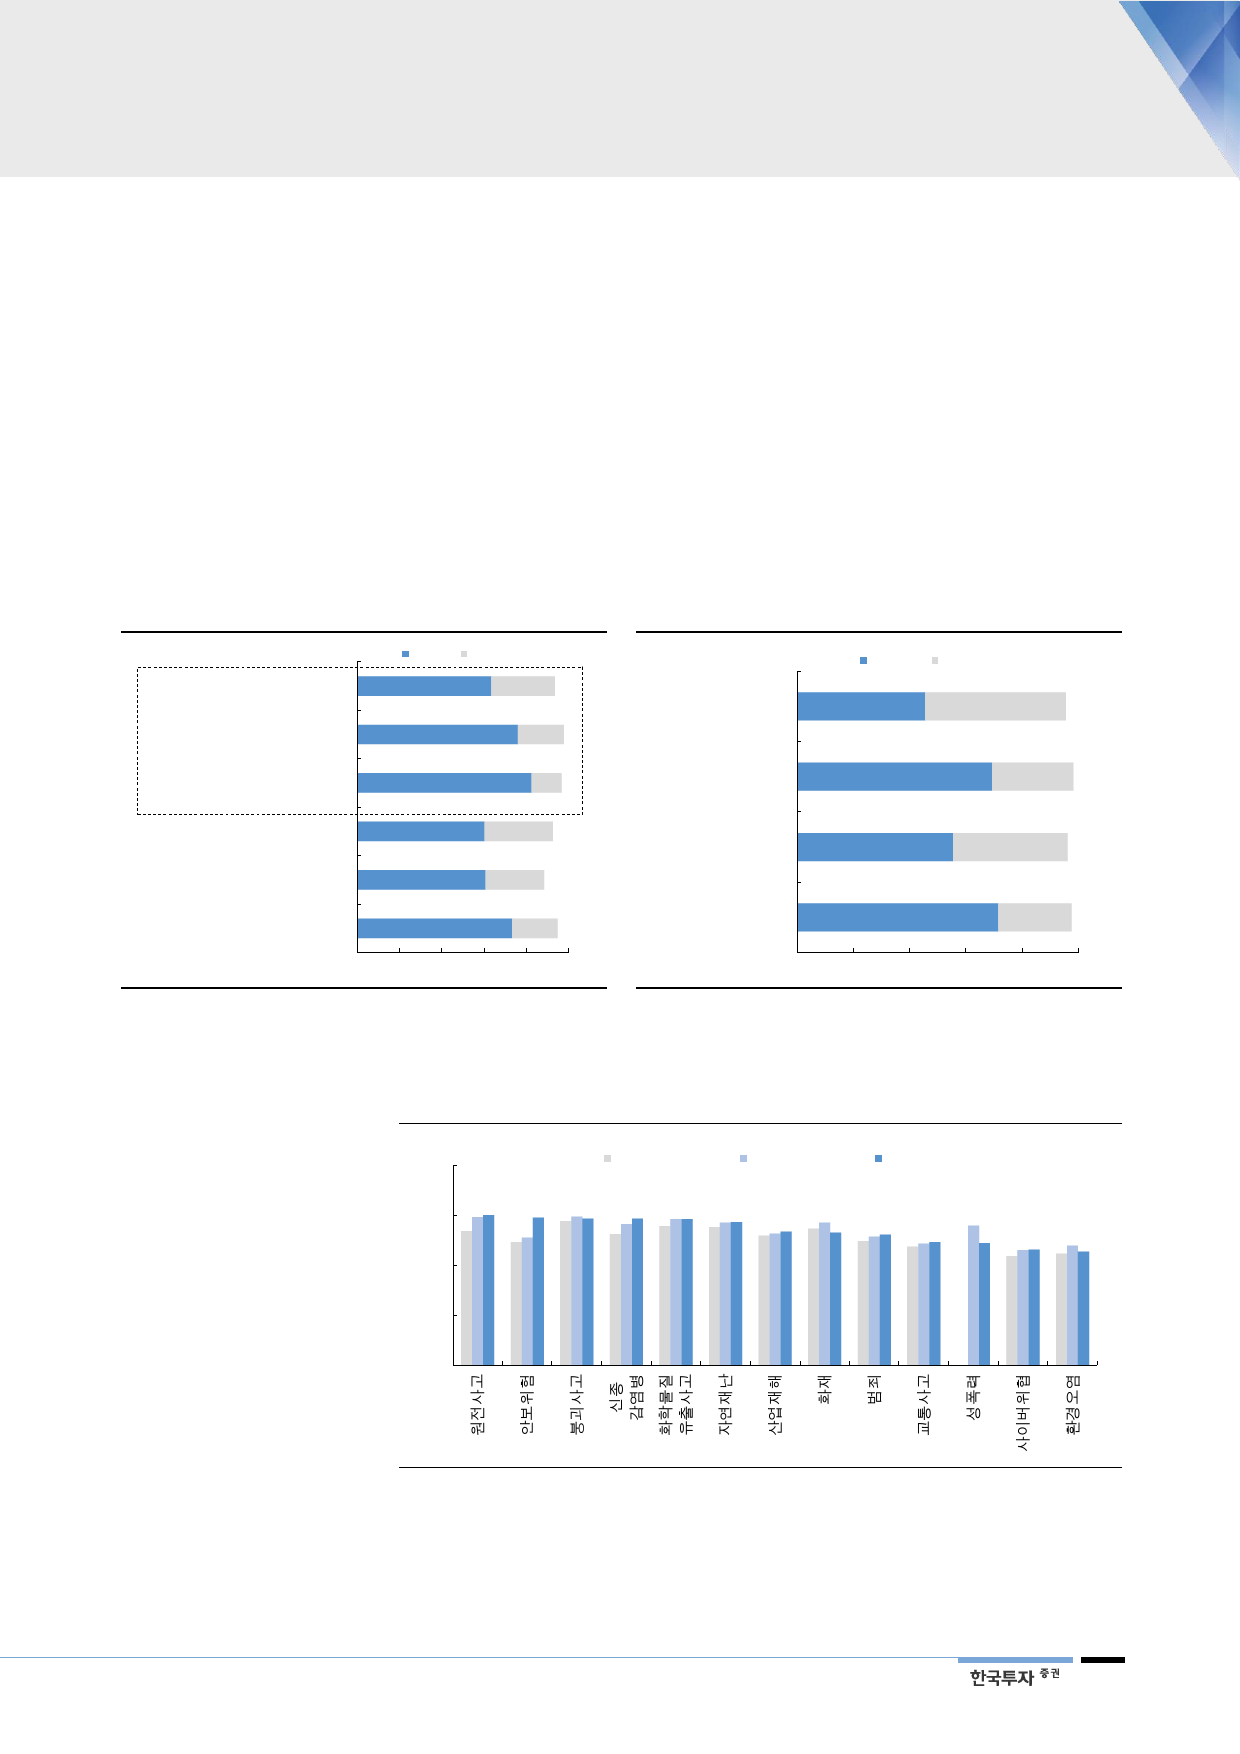 원전사고
안보위험
붕괴사고
신종
감염병
화학물질
유출사고
자연재난
산업재해
화재
범죄
교통사고
성폭력
사이버위협
환경오염
한국투자 증권